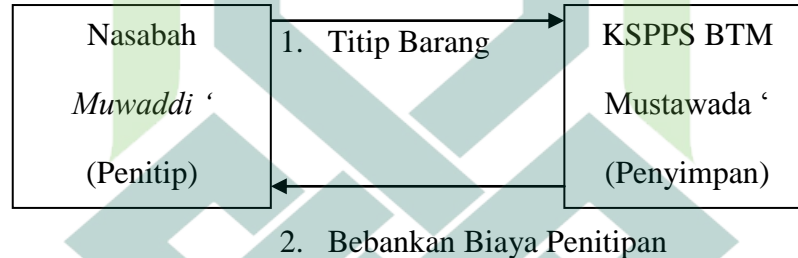 Nasabah
Muwaddi ‘
(Penitip)
1. Titip Barang
KSPPS BTM
Mustawada ‘
(Penyimpan)
2. Bebankan Biaya Penitipan